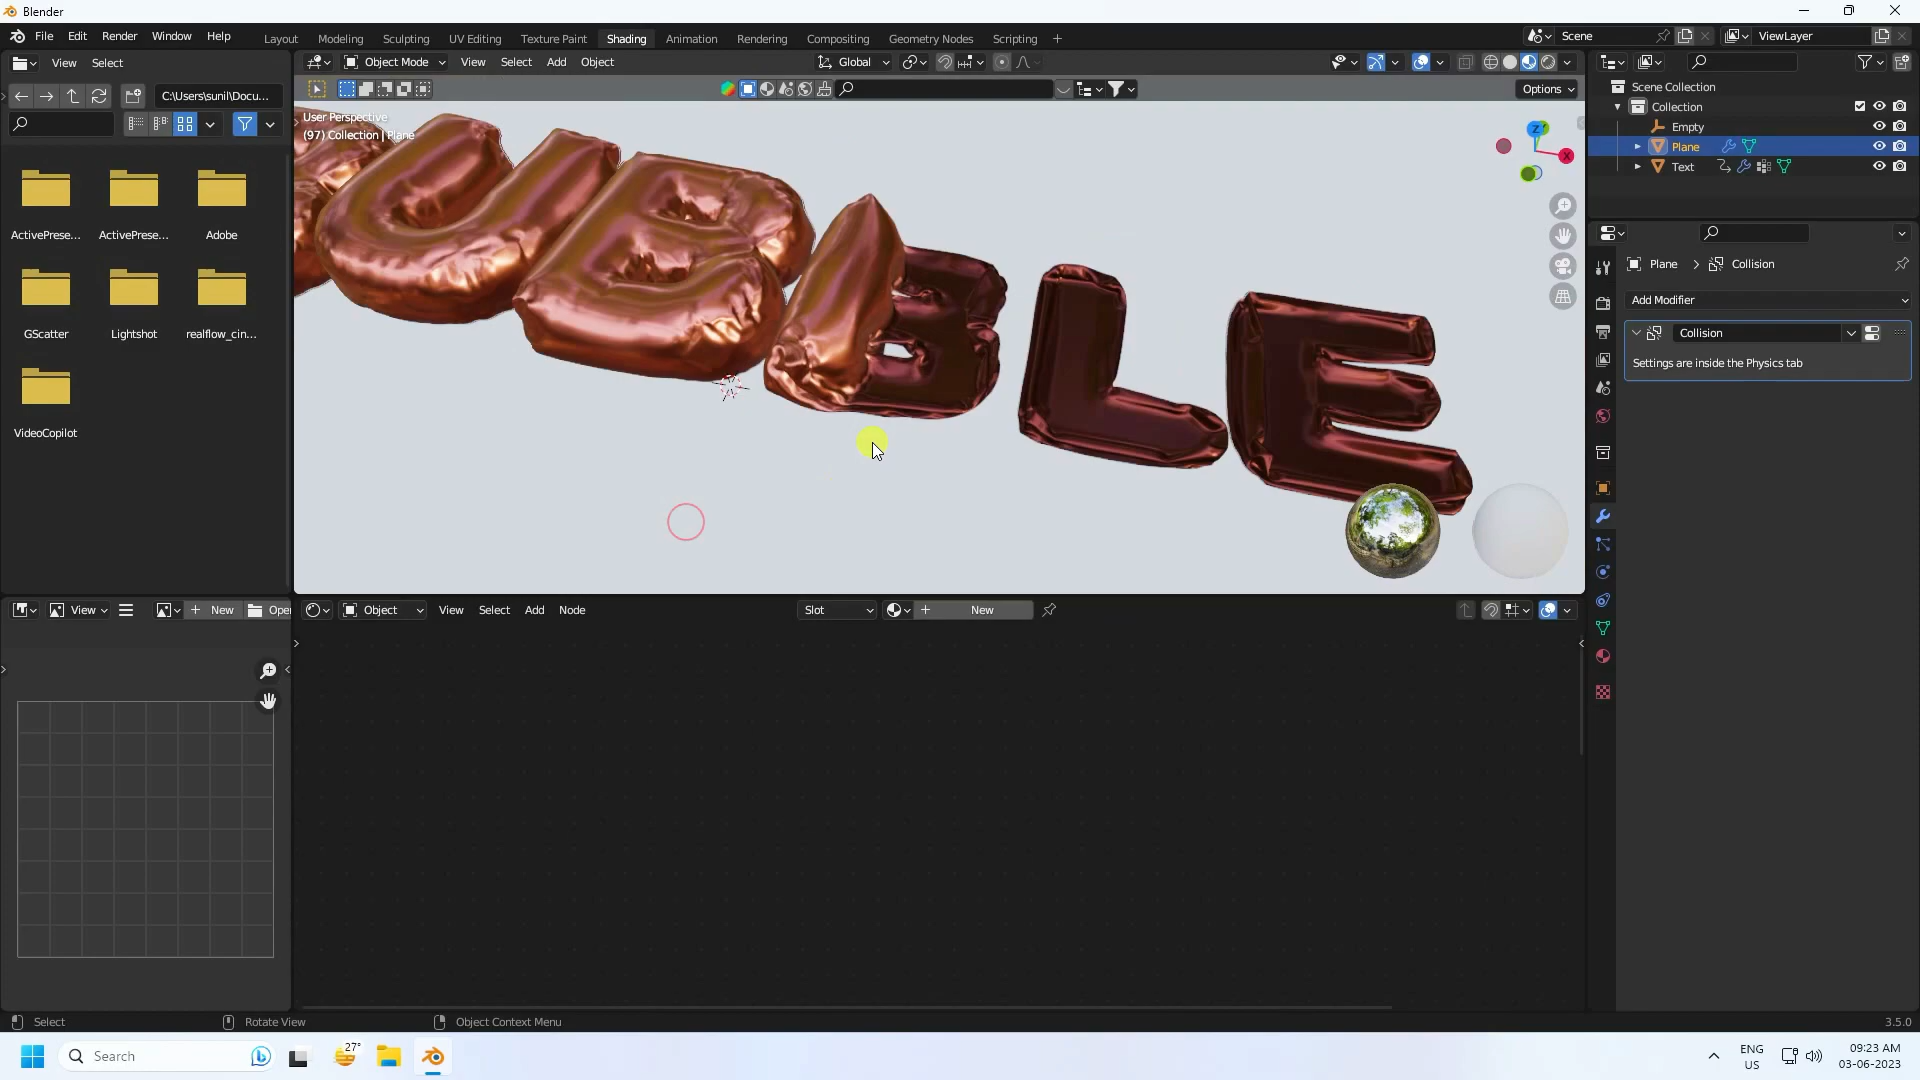 Blender
File Edit Render Window Help
Layout Modeling Sculpting UV Editing Texture Paint Shading Animation Rendering Compositing Geometry Nodes Scripting
Scene
ViewLayer
View Select
Object Mode View Select Add Object
Global
C:\Users\sunil\Docu...
Options
User Perspective
(97) Collection | Plane
Z
X
UBBLE
ActivePrese...
ActivePrese...
Adobe
GScatter
Lightshot
realflow_cin...
VideoCopilot
Scene Collection
Collection
Empty
Plane
Text
Plane > Collision
Add Modifier
Collision
Settings are inside the Physics tab
View
New
Open
Object View Select Add Node
Slot
New
Select
Rotate View
Object Context Menu
3.5.0
Search
27°
ENG
US
09:23 AM
03-06-2023